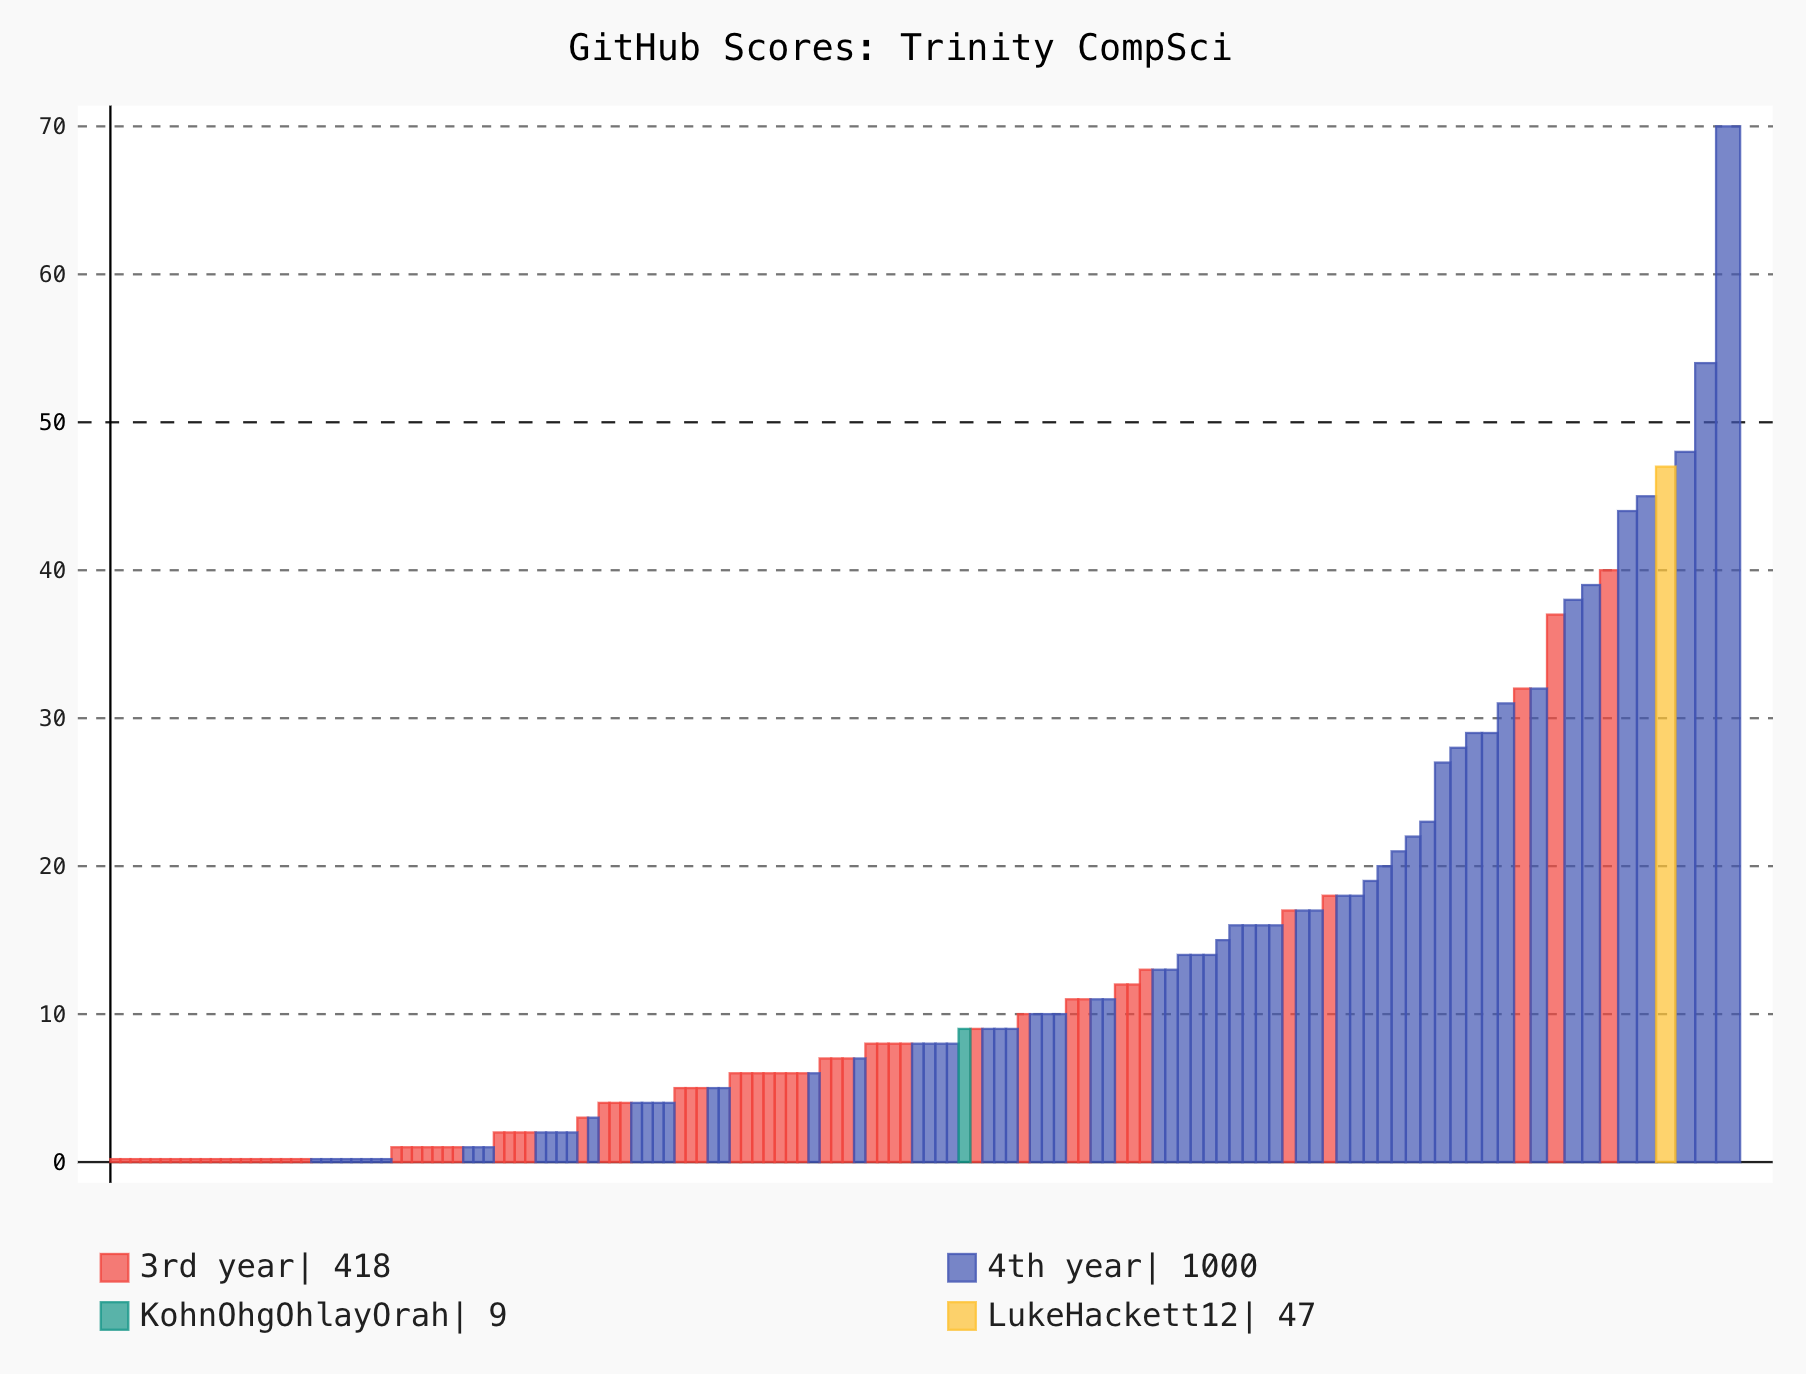 GitHub Scores: Trinity CompSci
70
60
50
40
30
20
10
0
3rd year| 418
4th year| 1000
KohnOhgOhlayOrah| 9
LukeHackett12| 47